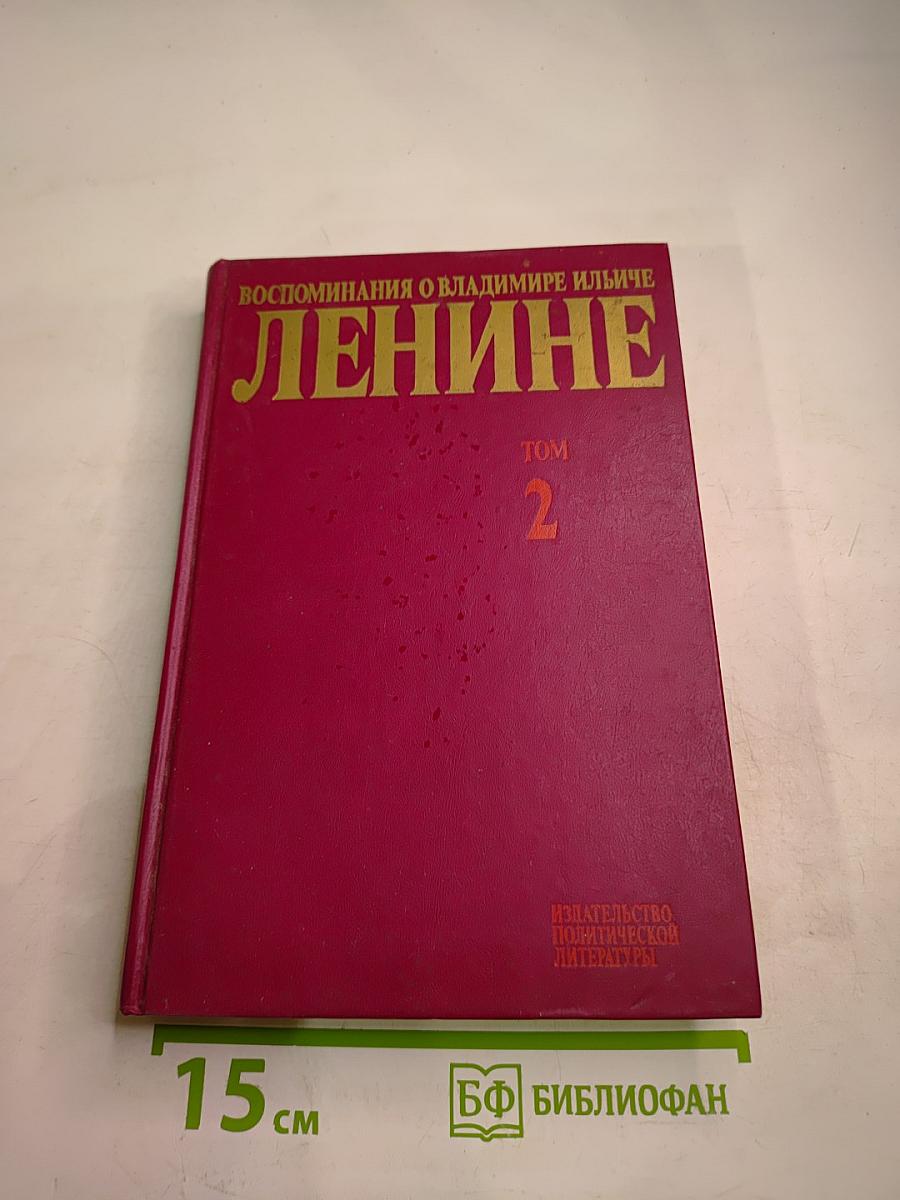 ВОСПОМИНАНИЯ О ВЛАДИМИРЕ ИЛЬИЧЕ
ЛЕНИНЕ
ТОМ
2
ИЗДАТЕЛЬСТВО
ПОЛИТИЧЕСКОЙ
ЛИТЕРАТУРЫ
15 см
БФ БИБЛИОФАН